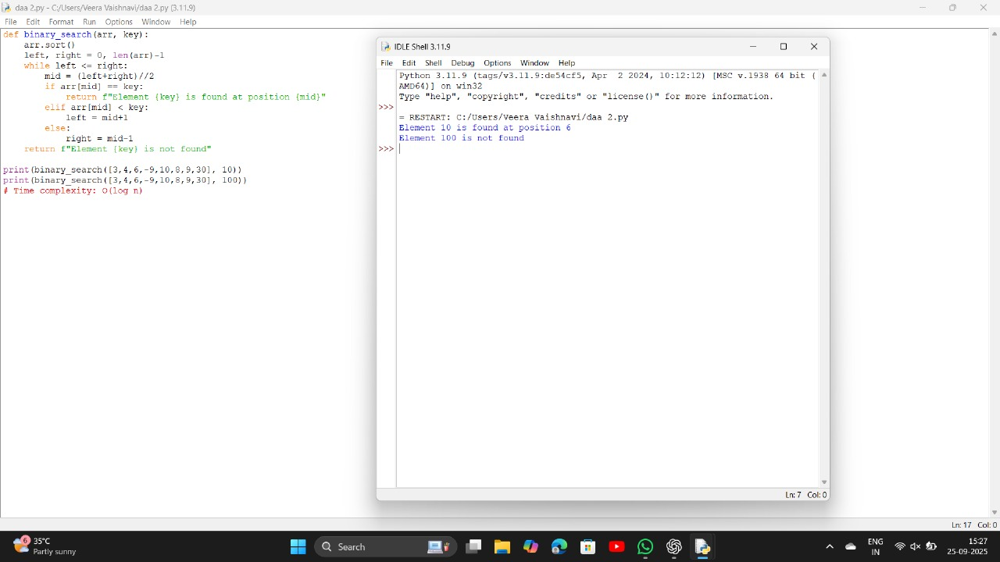 daa 2.py - C:/Users/Veera Vaishnavi/daa 2.py (3.11.9)
File Edit Format Run Options Window Help
def binary_search(arr, key):
    arr.sort()
    left, right = 0, len(arr)-1
    while left <= right:
        mid = (left+right)//2
        if arr[mid] == key:
            return f"Element {key} is found at position {mid}"
        elif arr[mid] < key:
            left = mid+1
        else:
            right = mid-1
    return f"Element {key} is not found"
print(binary_search([3,4,6,-9,10,8,9,30], 10))
print(binary_search([3,4,6,-9,10,8,9,30], 100))
# Time complexity: O(log n)
IDLE Shell 3.11.9
File Edit Shell Debug Options Window Help
Python 3.11.9 (tags/v3.11.9:de54cf5, Apr  2 2024, 10:12:12) [MSC v.1938 64 bit (
AMD64)] on win32
Type "help", "copyright", "credits" or "license()" for more information.
>>>
= RESTART: C:/Users/Veera Vaishnavi/daa 2.py
Element 10 is found at position 6
Element 100 is not found
>>>
Ln: 7 Col: 0
Ln: 17 Col: 0
6
35°C
Partly sunny
Search
ENG
IN
15:27
25-09-2025